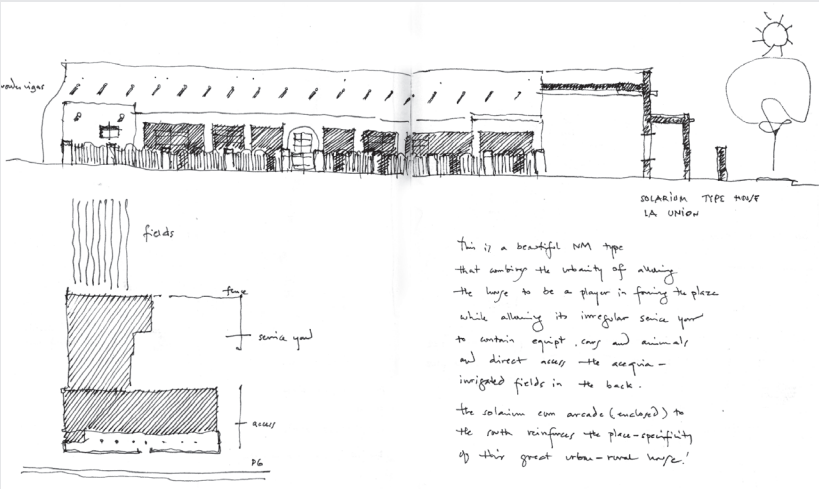 vigas
SOLARIUM TYPE HOUSE
LA UNION
fields
fence
service yard
access
PG
This is a beautiful NM type
that combines the urbanity of allowing
the house to be a player in forming the plaza
while allowing its irregular service yard
to contain equipt, cars and animals
and direct access the acequia-
irrigated fields in the back.
the solarium cum arcade (enclosed) to
the south reinforces the place-specificity
of this great urban-rural house!